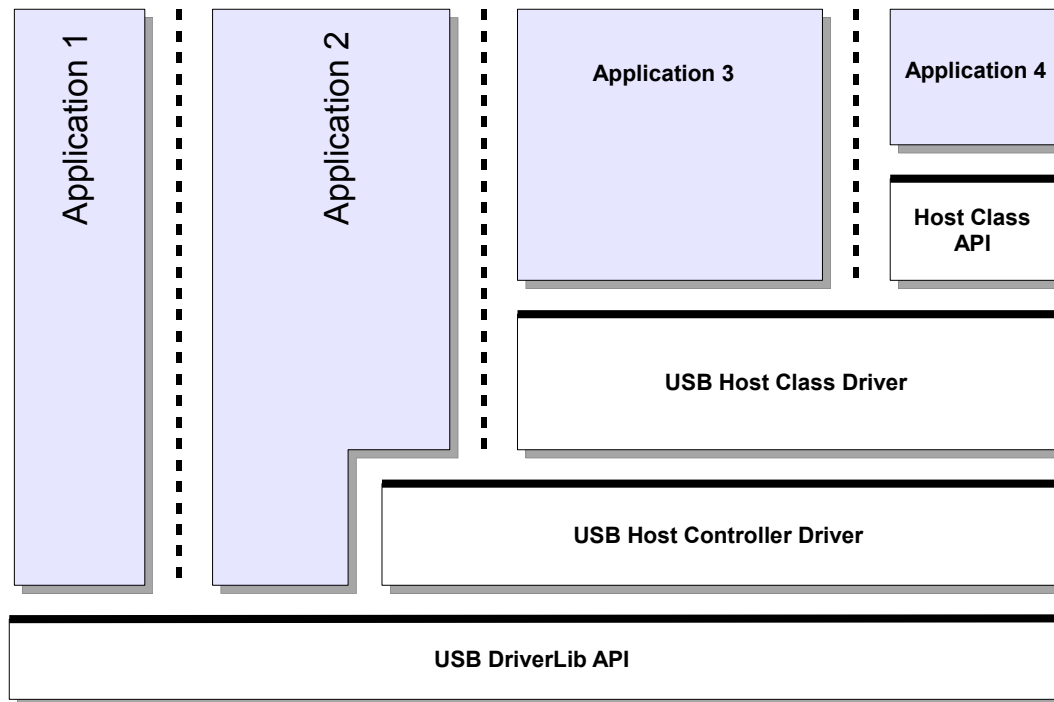 Application 1
Application 2
Application 3
Application 4
Host Class
API
USB Host Class Driver
USB Host Controller Driver
USB DriverLib API